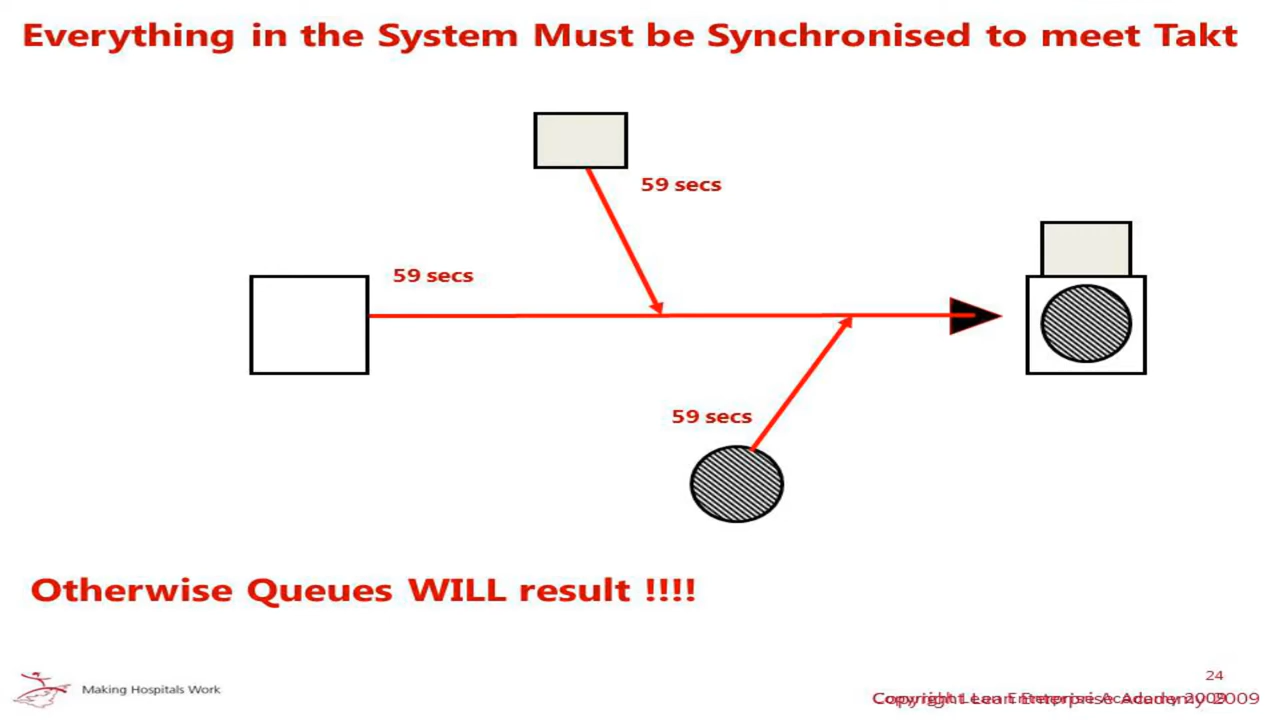 Everything in the System Must be Synchronised to meet Takt
59 secs
59 secs
59 secs
Otherwise Queues WILL result !!!!
24
Making Hospitals Work
Copyright Lean Enterprise Academy 2009